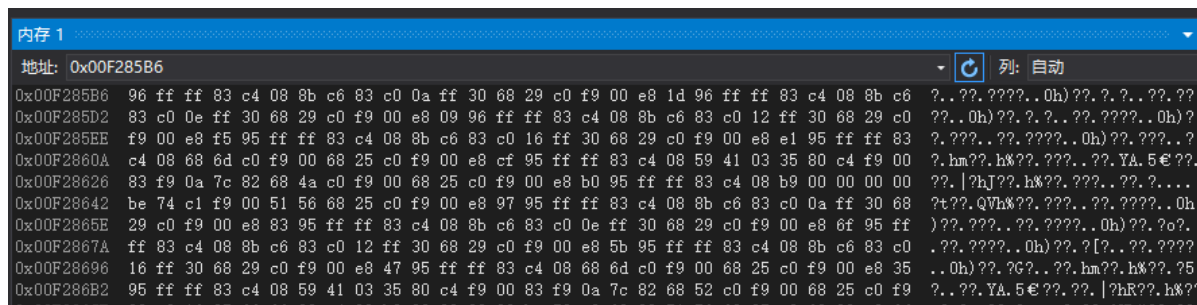 内存 1
地址: 0x00F285B6 列: 自动
0x00F285B6 96 ff ff 83 c4 08 8b c6 83 c0 0a ff 30 68 29 c0 f9 00 e8 1d 96 ff ff 83 c4 08 8b c6 ?..??.????..0h)??.?.?..??.??
0x00F285D2 83 c0 0e ff 30 68 29 c0 f9 00 e8 09 96 ff ff 83 c4 08 8b c6 83 c0 12 ff 30 68 29 c0 ??..0h)??.?.?..??.????..0h)?
0x00F285EE f9 00 e8 f5 95 ff ff 83 c4 08 8b c6 83 c0 16 ff 30 68 29 c0 f9 00 e8 e1 95 ff ff 83 ?.???..??.????..0h)??.???..?
0x00F2860A c4 08 68 6d c0 f9 00 68 25 c0 f9 00 e8 cf 95 ff ff 83 c4 08 59 41 03 35 80 c4 f9 00 ?.hm??.h%??.???..??.YA.5€??.
0x00F28626 83 f9 0a 7c 82 68 4a c0 f9 00 68 25 c0 f9 00 e8 b0 95 ff ff 83 c4 08 b9 00 00 00 00 ??.|?hJ??.h%??.???..??.?....
0x00F28642 be 74 c1 f9 00 51 56 68 25 c0 f9 00 e8 97 95 ff ff 83 c4 08 8b c6 83 c0 0a ff 30 68 ?t??.QVh%??.???..??.????..0h
0x00F2865E 29 c0 f9 00 e8 83 95 ff ff 83 c4 08 8b c6 83 c0 0e ff 30 68 29 c0 f9 00 e8 6f 95 ff )??.???..??.????..0h)??.?o?.
0x00F2867A ff 83 c4 08 8b c6 83 c0 12 ff 30 68 29 c0 f9 00 e8 5b 95 ff ff 83 c4 08 8b c6 83 c0 .??.????..0h)??.?[?..??.????
0x00F28696 16 ff 30 68 29 c0 f9 00 e8 47 95 ff ff 83 c4 08 68 6d c0 f9 00 68 25 c0 f9 00 e8 35 ..0h)??.?G?..??.hm??.h%??.?5
0x00F286B2 95 ff ff 83 c4 08 59 41 03 35 80 c4 f9 00 83 f9 0a 7c 82 68 52 c0 f9 00 68 25 c0 f9 ?..??.YA.5€??.??.|?hR??.h%??